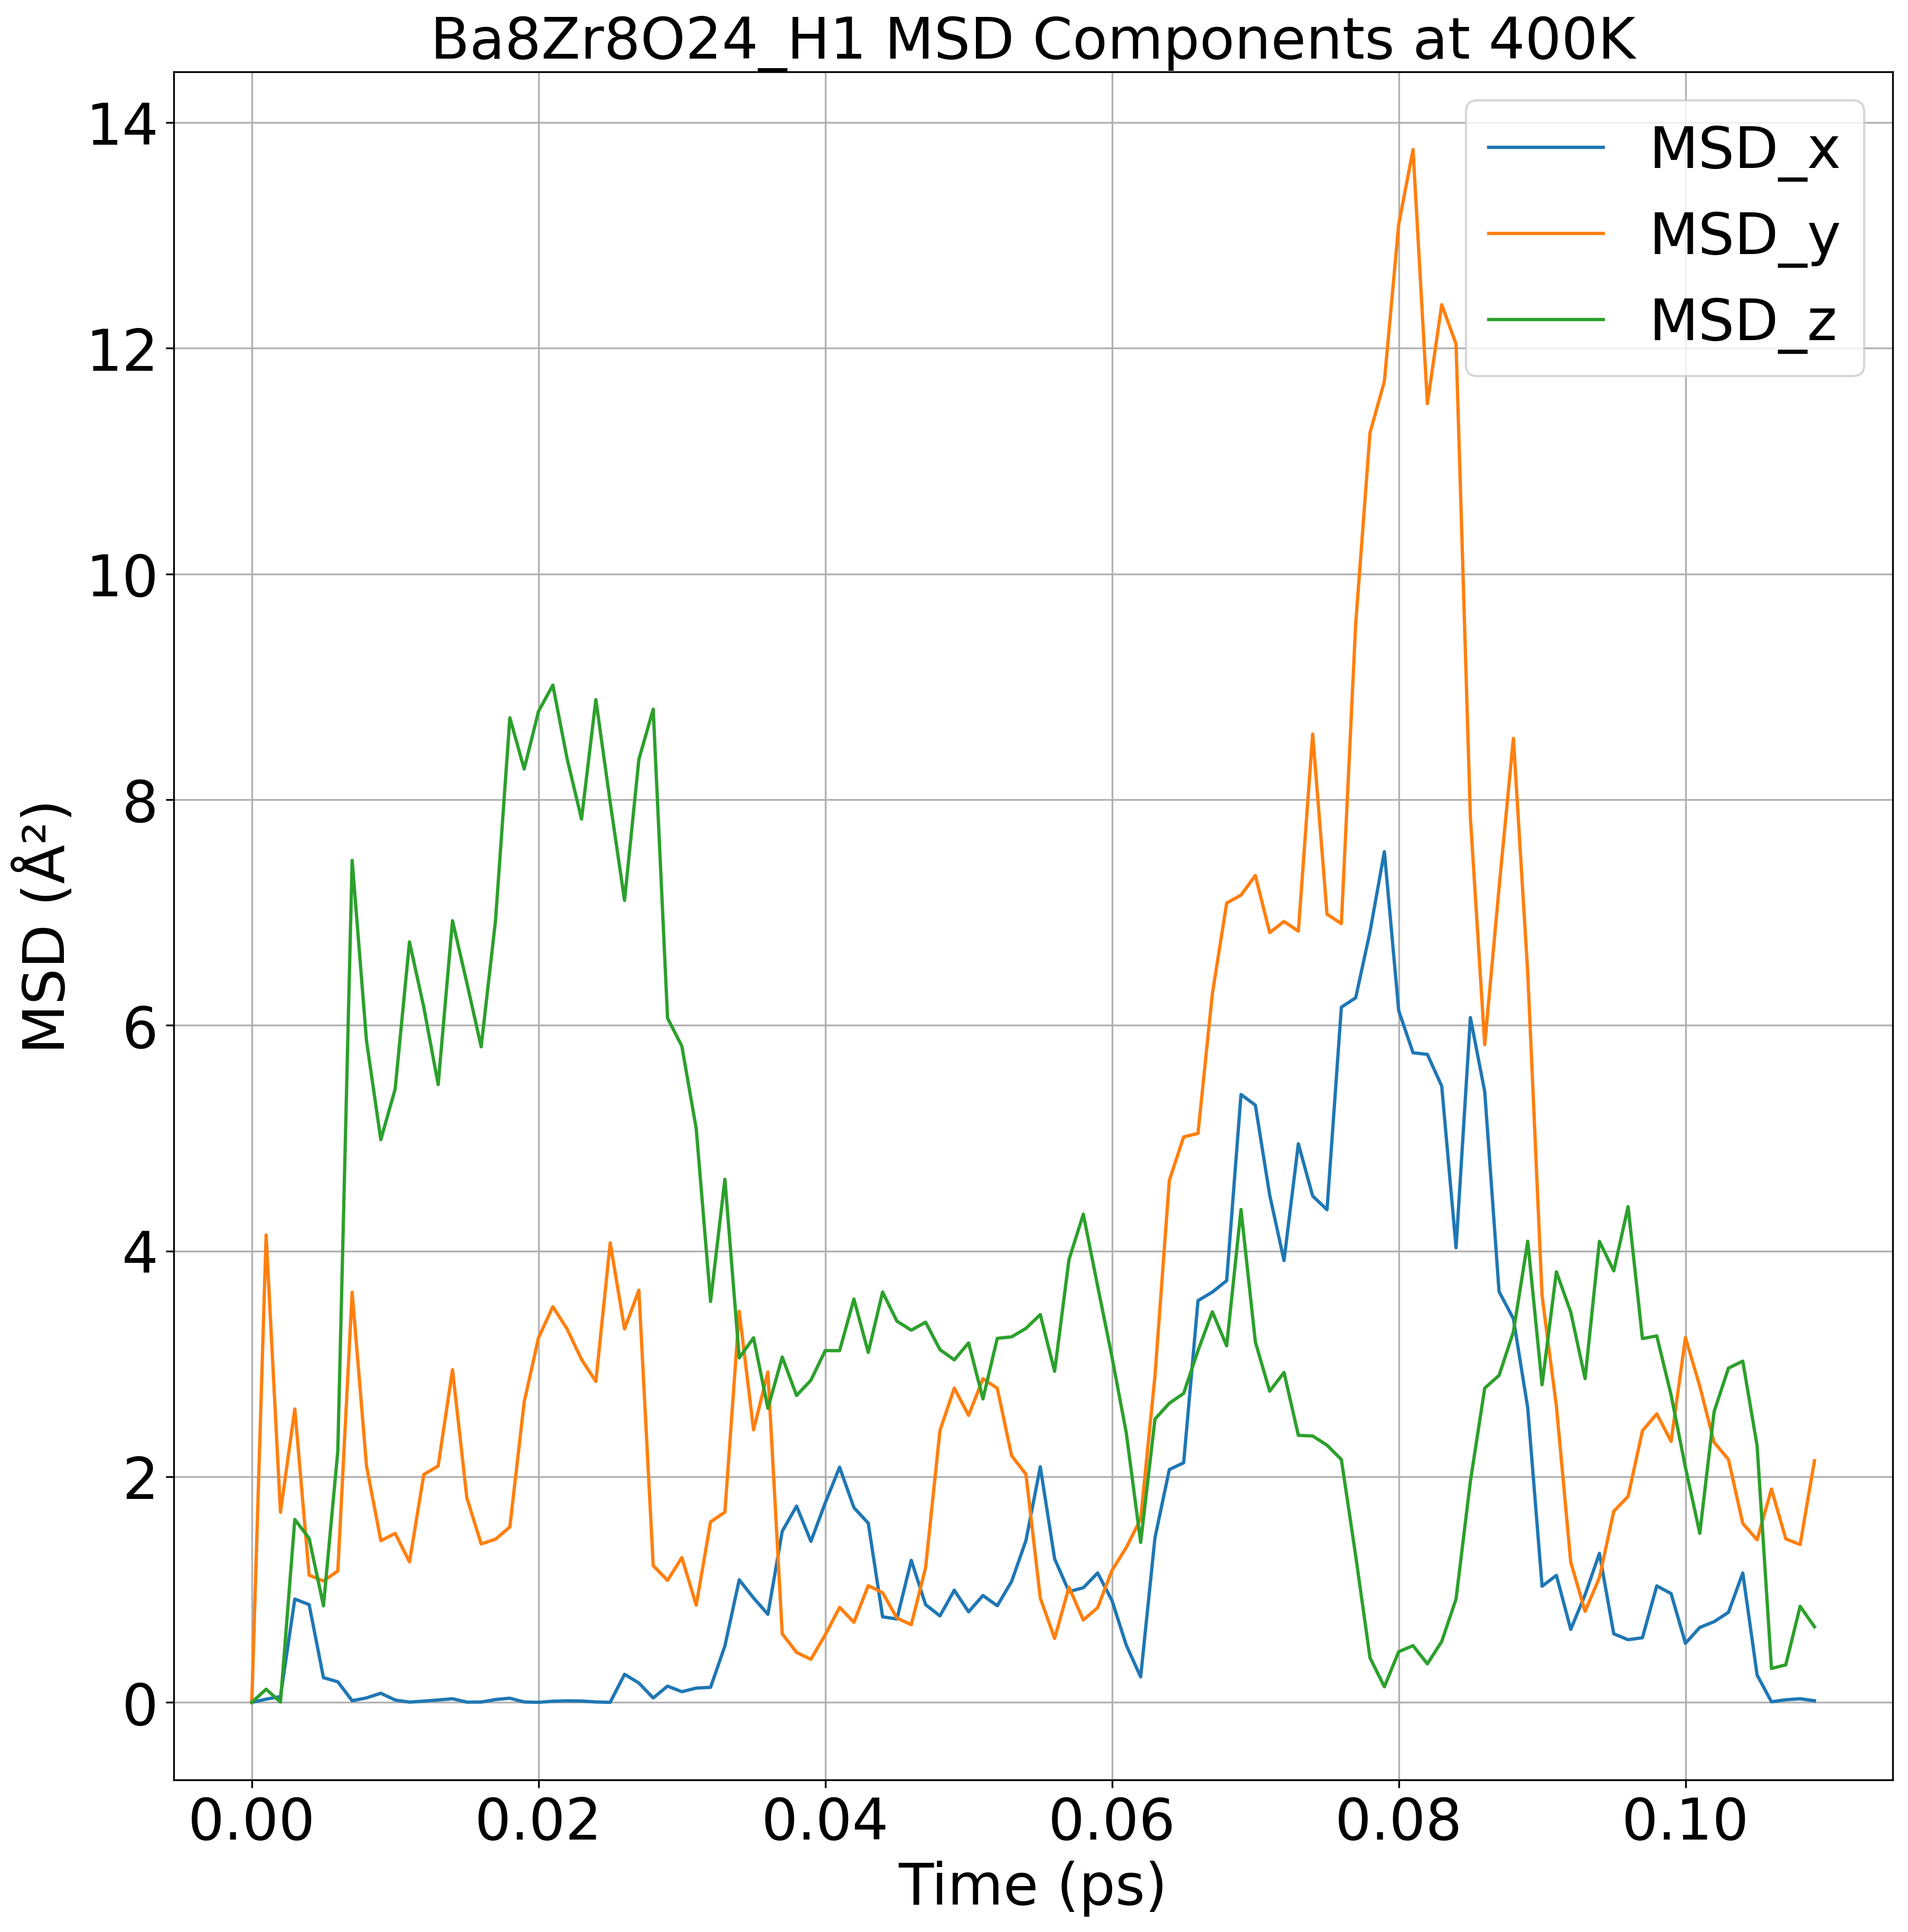 Ba8Zr8O24_H1 MSD Components at 400K
MSD_x
MSD_y
MSD_z
14
12
10
8
6
4
2
0
MSD (Å²)
0.00 0.02 0.04 0.06 0.08 0.10
Time (ps)